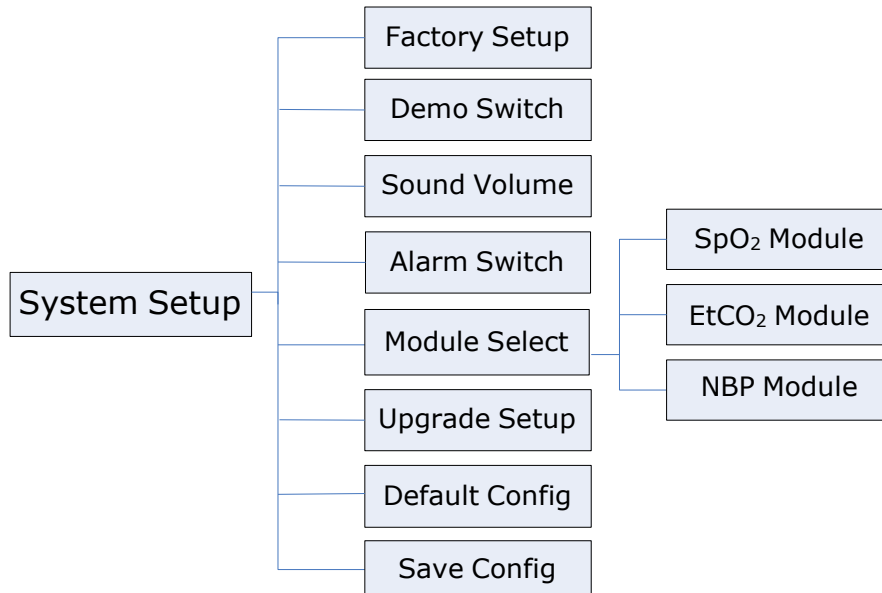 System Setup
Factory Setup
Demo Switch
Sound Volume
Alarm Switch
Module Select
Upgrade Setup
Default Config
Save Config
SpO₂ Module
EtCO₂ Module
NBP Module